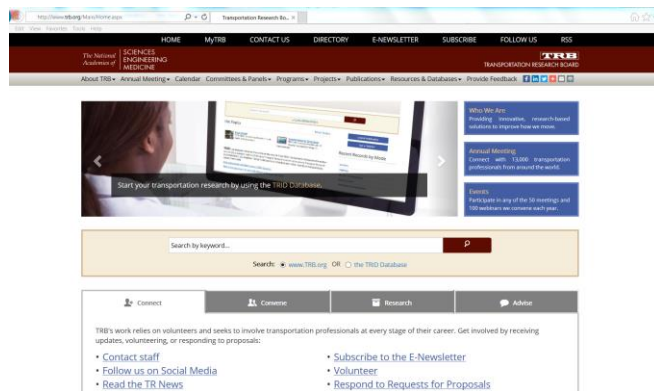 http://www.trb.org/Main/Home.aspx
Transportation Research Bo...
Edit View Favorites Tools Help
HOME MyTRB CONTACT US DIRECTORY E-NEWSLETTER SUBSCRIBE FOLLOW US RSS
The National Academies of
SCIENCES
ENGINEERING
MEDICINE
TRB
TRANSPORTATION RESEARCH BOARD
About TRB Annual Meeting Calendar Committees & Panels Programs Projects Publications Resources & Databases Provide Feedback
Start your transportation research by using the TRID Database.
Who We Are
Providing innovative, research-based
solutions to improve how we move.
Annual Meeting
Connect with 13,000 transportation
professionals from around the world.
Events
Participate in any of the 50 meetings and
100 webinars we convene each year.
Search by keyword...
Search: www.TRB.org OR the TRID Database
Connect
Convene
Research
Advise
TRB's work relies on volunteers and seeks to involve transportation professionals at every stage of their career. Get involved by receiving
updates, volunteering, or responding to proposals:
• Contact staff
• Follow us on Social Media
• Read the TR News
• Subscribe to the E-Newsletter
• Volunteer
• Respond to Requests for Proposals